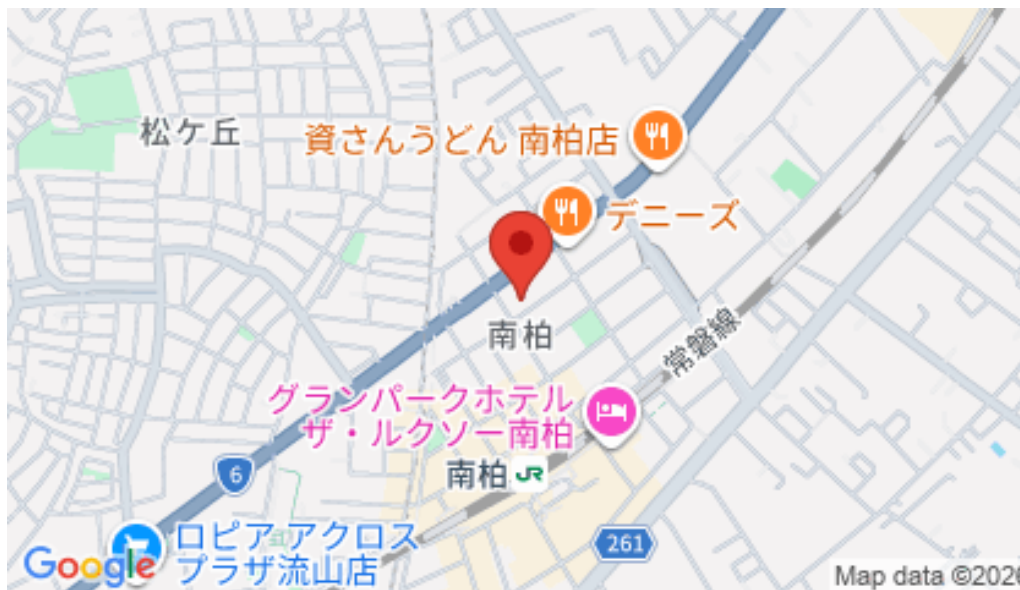 松ケ丘
資さんうどん 南柏店
デニーズ
南柏
常磐線
グランパークホテル
ザ・ルクソー南柏
南柏 JR
6
261
ロピア アクロス
プラザ流山店
Google
Map data ©2026